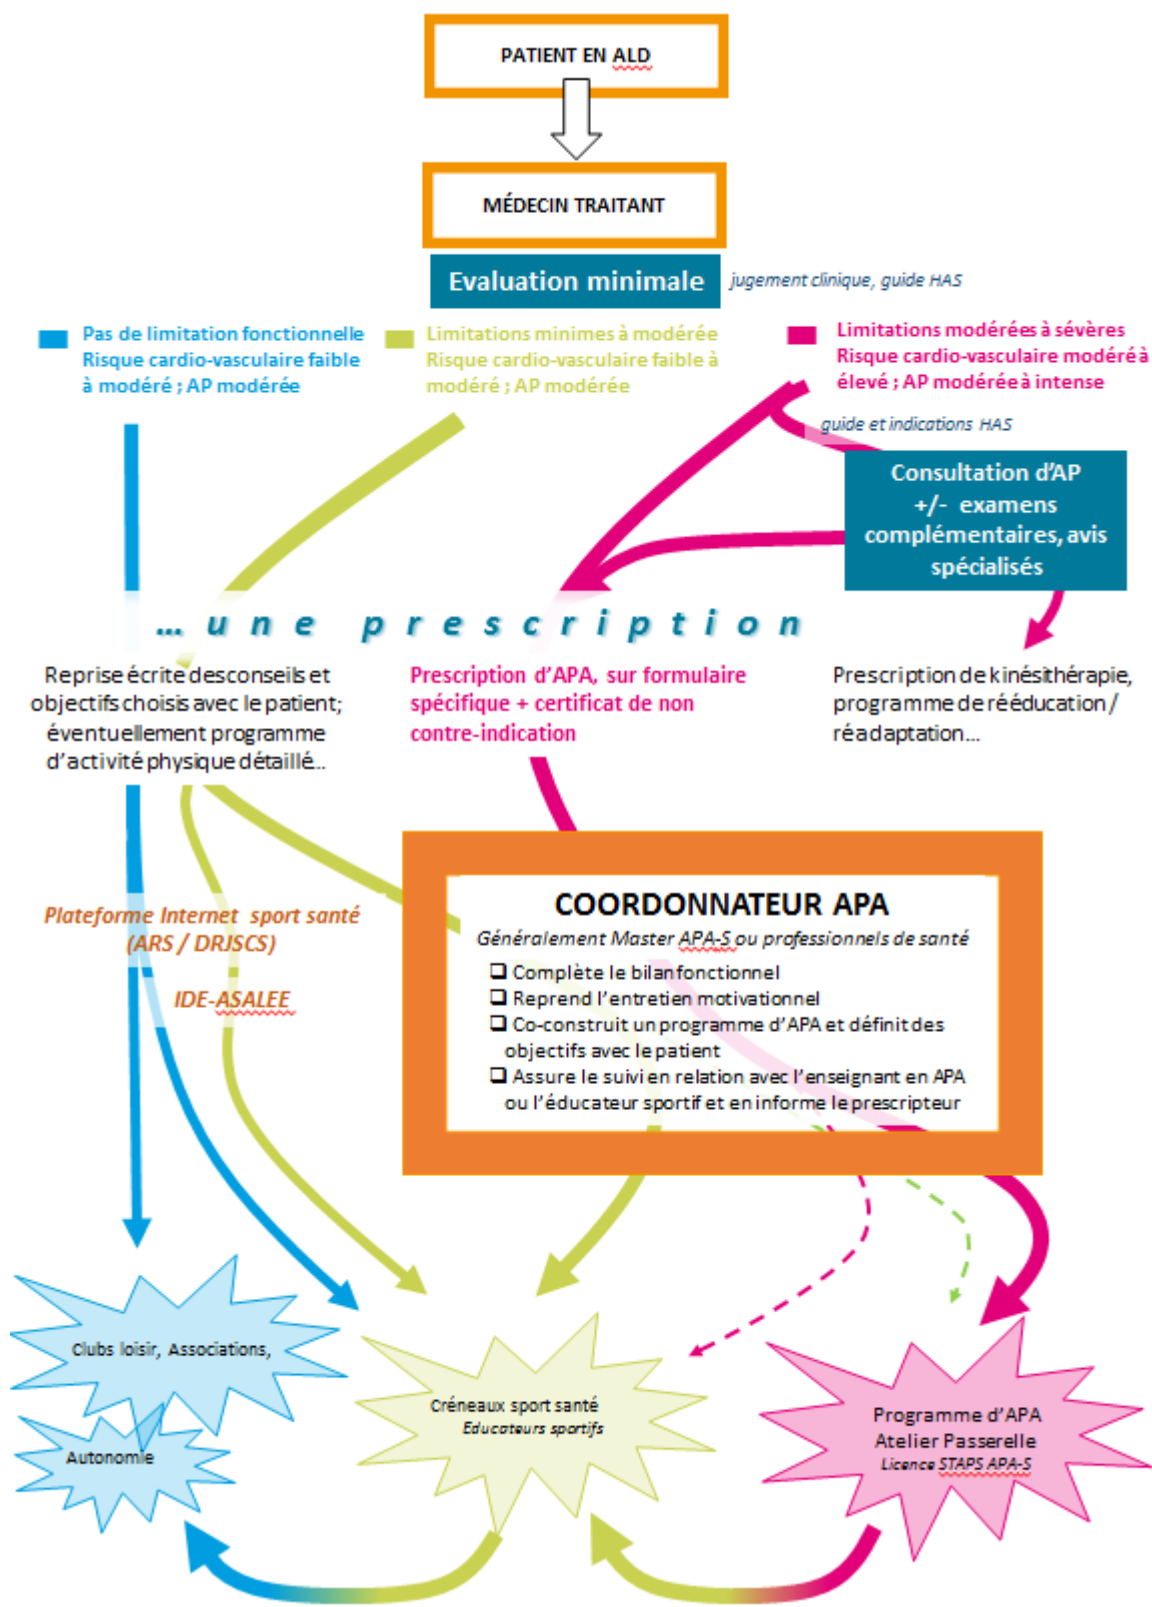 PATIENT EN ALD
MÉDECIN TRAITANT
Evaluation minimale
jugement clinique, guide HAS
Pas de limitation fonctionnelle
Risque cardio-vasculaire faible
à modéré ; AP modérée
Limitations minimes à modérée
Risque cardio-vasculaire faible à
modéré ; AP modérée
Limitations modérées à sévères
Risque cardio-vasculaire modéré à
élevé ; AP modérée à intense
guide et indications HAS
Consultation d'AP
+/- examens
complémentaires, avis
spécialisés
... une prescription
Reprise écrite desconseils et
objectifs choisis avec le patient;
éventuellement programme
d'activité physique détaillé...
Prescription d'APA, sur formulaire
spécifique + certificat de non
contre-indication
Prescription de kinésithérapie,
programme de rééducation /
réadaptation...
Plateforme Internet sport santé
(ARS / DRJSCS)
IDE-ASALEE
COORDONNATEUR APA
Généralement Master APA-S ou professionnels de santé
❑ Complète le bilan fonctionnel
❑ Reprend l'entretien motivationnel
❑ Co-construit un programme d'APA et définit des
objectifs avec le patient
❑ Assure le suivi en relation avec l'enseignant en APA
ou l'éducateur sportif et en informe le prescripteur
Clubs loisir, Associations,
Autonomie
Créneaux sport santé
Educateurs sportifs
Programme d'APA
Atelier Passerelle
Licence STAPS APA-S